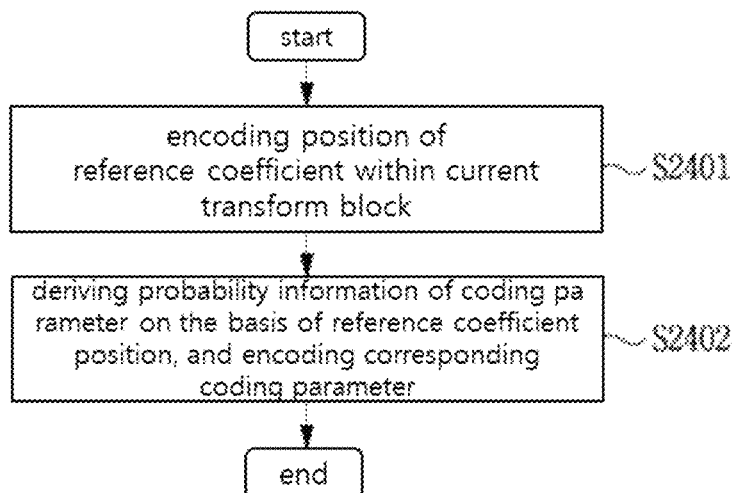 start
encoding position of
reference coefficient within current
transform block
S2401
deriving probability information of coding pa
rameter on the basis of reference coefficient
position, and encoding corresponding
coding parameter
S2402
end